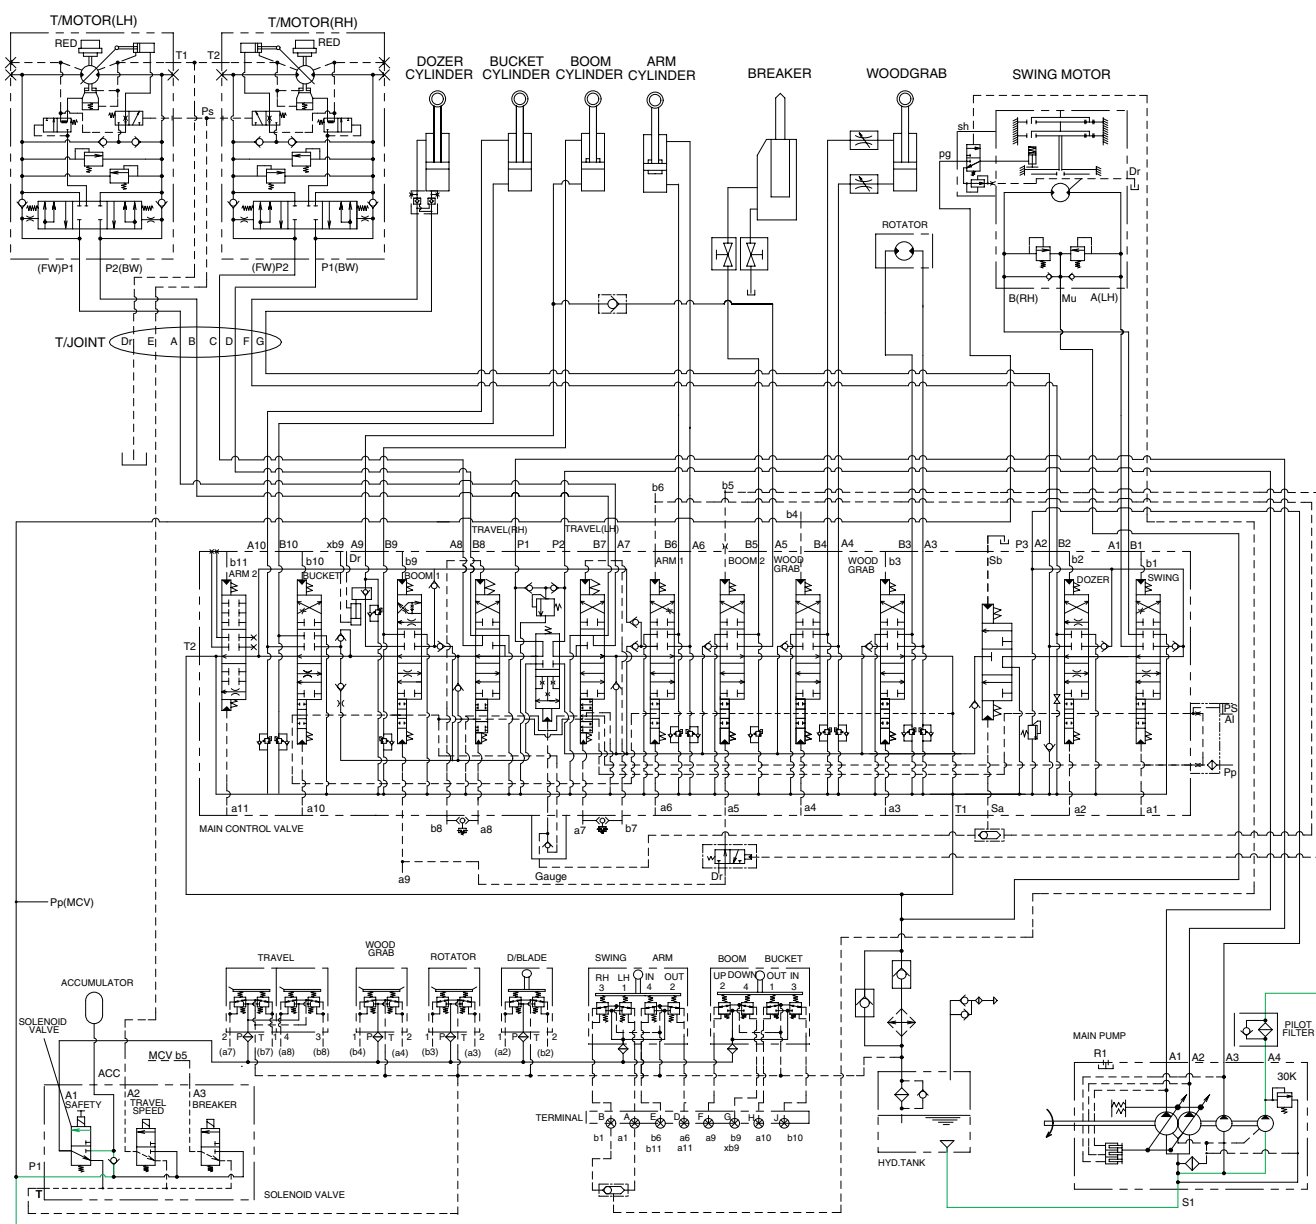 T/MOTOR(LH)
T/MOTOR(RH)
RED
RED
T1
T2
Ps
DOZER
CYLINDER
BUCKET
CYLINDER
BOOM
CYLINDER
ARM
CYLINDER
BREAKER
WOODGRAB
SWING MOTOR
sh
pg
Dr
ROTATOR
(FW)P1
P2(BW)
(FW)P2
P1(BW)
B(RH)
Mu
A(LH)
T/JOINT
Dr
E
A
B
C
D
F
G
b6
b5
b4
TRAVEL(RH)
TRAVEL(LH)
A10
B10
xb9
A9
B9
A8
B8
P1
P2
B7
A7
B6
A6
B5
A5
B4
A4
B3
A3
P3
A2
B2
A1
B1
b11
ARM 2
b10
BUCKET
Dr
b9
BOOM 1
ARM 1
BOOM 2
WOOD
GRAB
WOOD
GRAB
b3
Sb
b2
DOZER
b1
SWING
T2
PS
AI
Pp
a11
a10
a6
a5
a4
a3
T1
Sa
a2
a1
MAIN CONTROL VALVE
b8
a8
a7
b7
a9
Gauge
Dr
Pp(MCV)
TRAVEL
WOOD
GRAB
ROTATOR
D/BLADE
SWING
ARM
BOOM
BUCKET
RH
LH
IN
OUT
UP
DOWN
OUT
IN
3
1
4
2
2
4
1
3
ACCUMULATOR
SOLENOID
VALVE
2
P
T
4
3
2
P
T
2
1
P
T
2
1
P
T
2
(a7)
(b7)
(a8)
(b8)
(b4)
(a4)
(b3)
(a3)
(a2)
(b2)
MCV b5
ACC
A1
SAFETY
A2
TRAVEL
SPEED
A3
BREAKER
P1
T
SOLENOID VALVE
TERMINAL
B
A
E
D
F
G
H
J
b1
a1
b6
b11
a6
a11
a9
b9
xb9
a10
b10
HYD.TANK
MAIN PUMP
PILOT
FILTER
R1
A1
A2
A3
A4
30K
S1